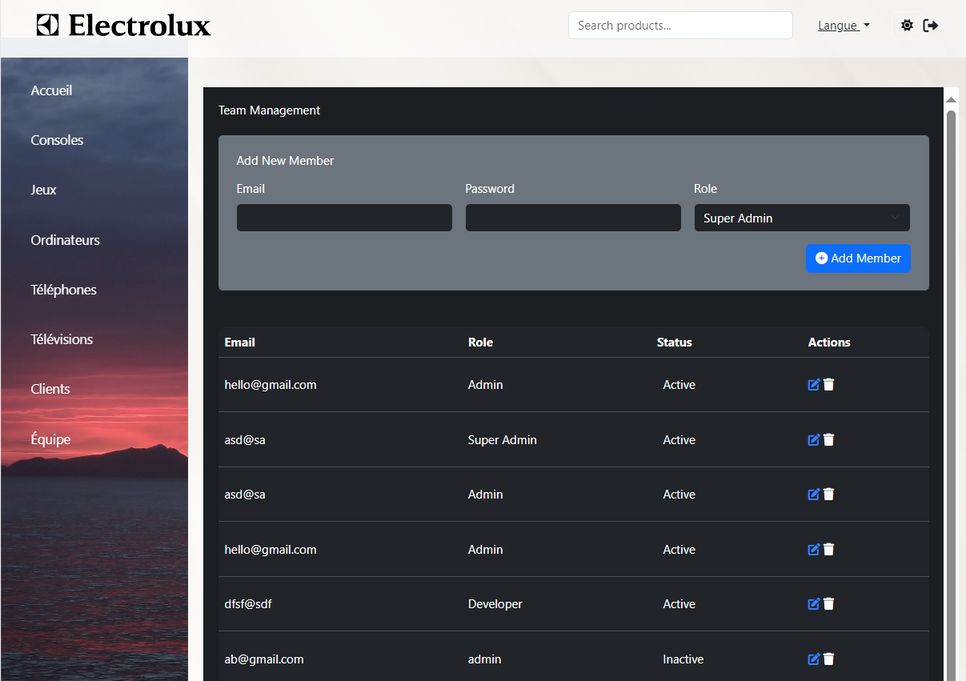 Electrolux
Search products...
Langue
Accueil
Consoles
Jeux
Ordinateurs
Téléphones
Télévisions
Clients
Équipe
Team Management
Add New Member
Email Password Role
Super Admin
Add Member
Email Role Status Actions
hello@gmail.com Admin Active
asd@sa Super Admin Active
asd@sa Admin Active
hello@gmail.com Admin Active
dfsf@sdf Developer Active
ab@gmail.com admin Inactive